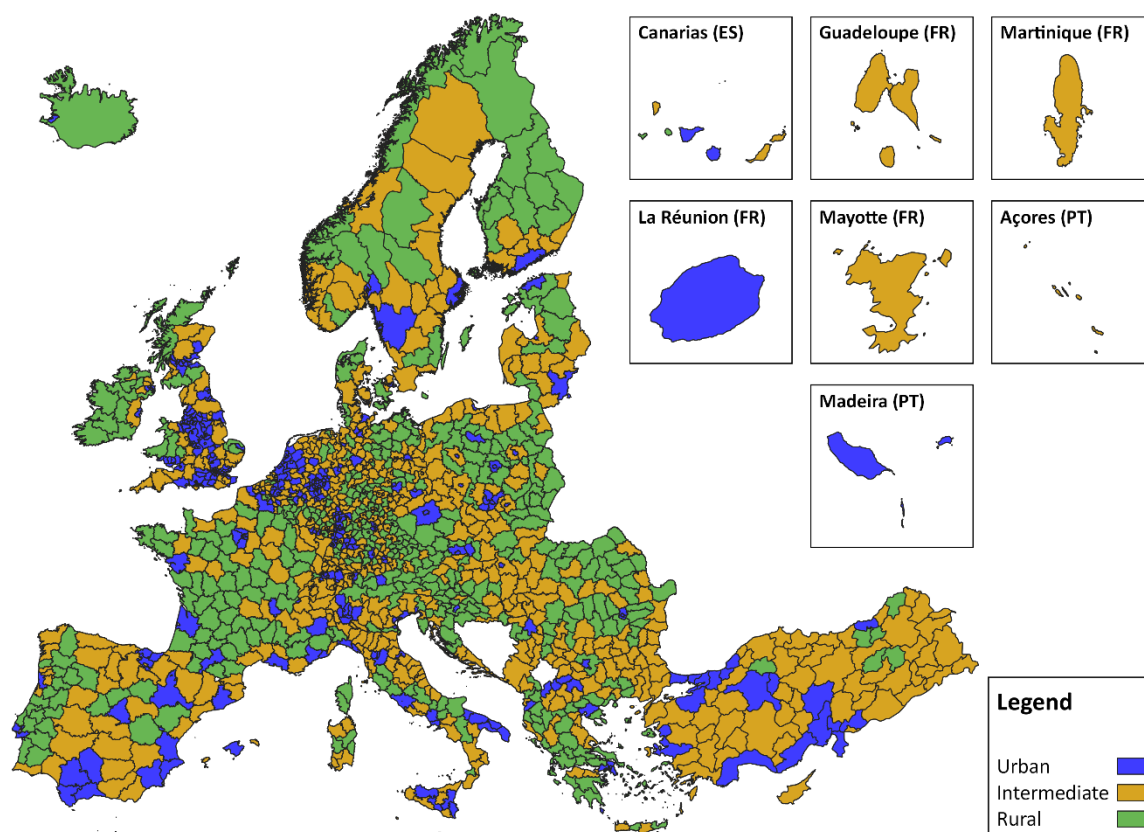 Canarias (ES)
Guadeloupe (FR)
Martinique (FR)
La Réunion (FR)
Mayotte (FR)
Açores (PT)
Madeira (PT)
Legend
Urban
Intermediate
Rural